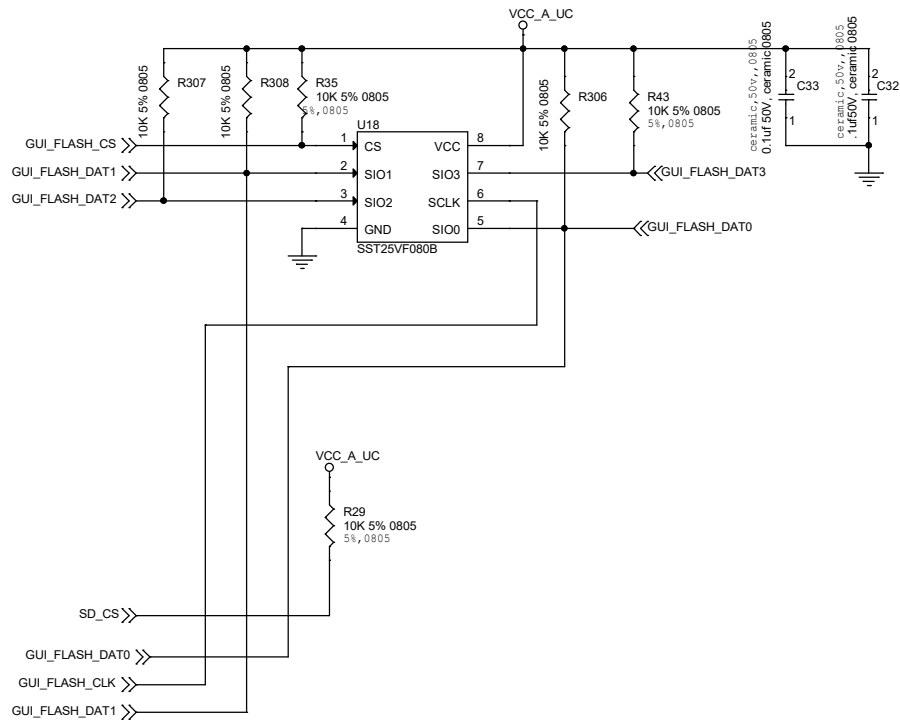 VCC_A_UC
R307
10K 5% 0805
R308
10K 5% 0805
R35
10K 5% 0805
5%,0805
R306
10K 5% 0805
R43
10K 5% 0805
5%,0805
ceramic,50v,,0805
0.1uf 50V, ceramic 0805
2
C33
1
ceramic,50v,,0805
.1uf50V, ceramic 0805
2
C32
1
U18
GUI_FLASH_CS
1
CS
VCC
8
GUI_FLASH_DAT1
2
SIO1
SIO3
7
GUI_FLASH_DAT3
GUI_FLASH_DAT2
3
SIO2
SCLK
6
4
GND
SIO0
5
GUI_FLASH_DAT0
SST25VF080B
VCC_A_UC
R29
10K 5% 0805
5%,0805
SD_CS
GUI_FLASH_DAT0
GUI_FLASH_CLK
GUI_FLASH_DAT1